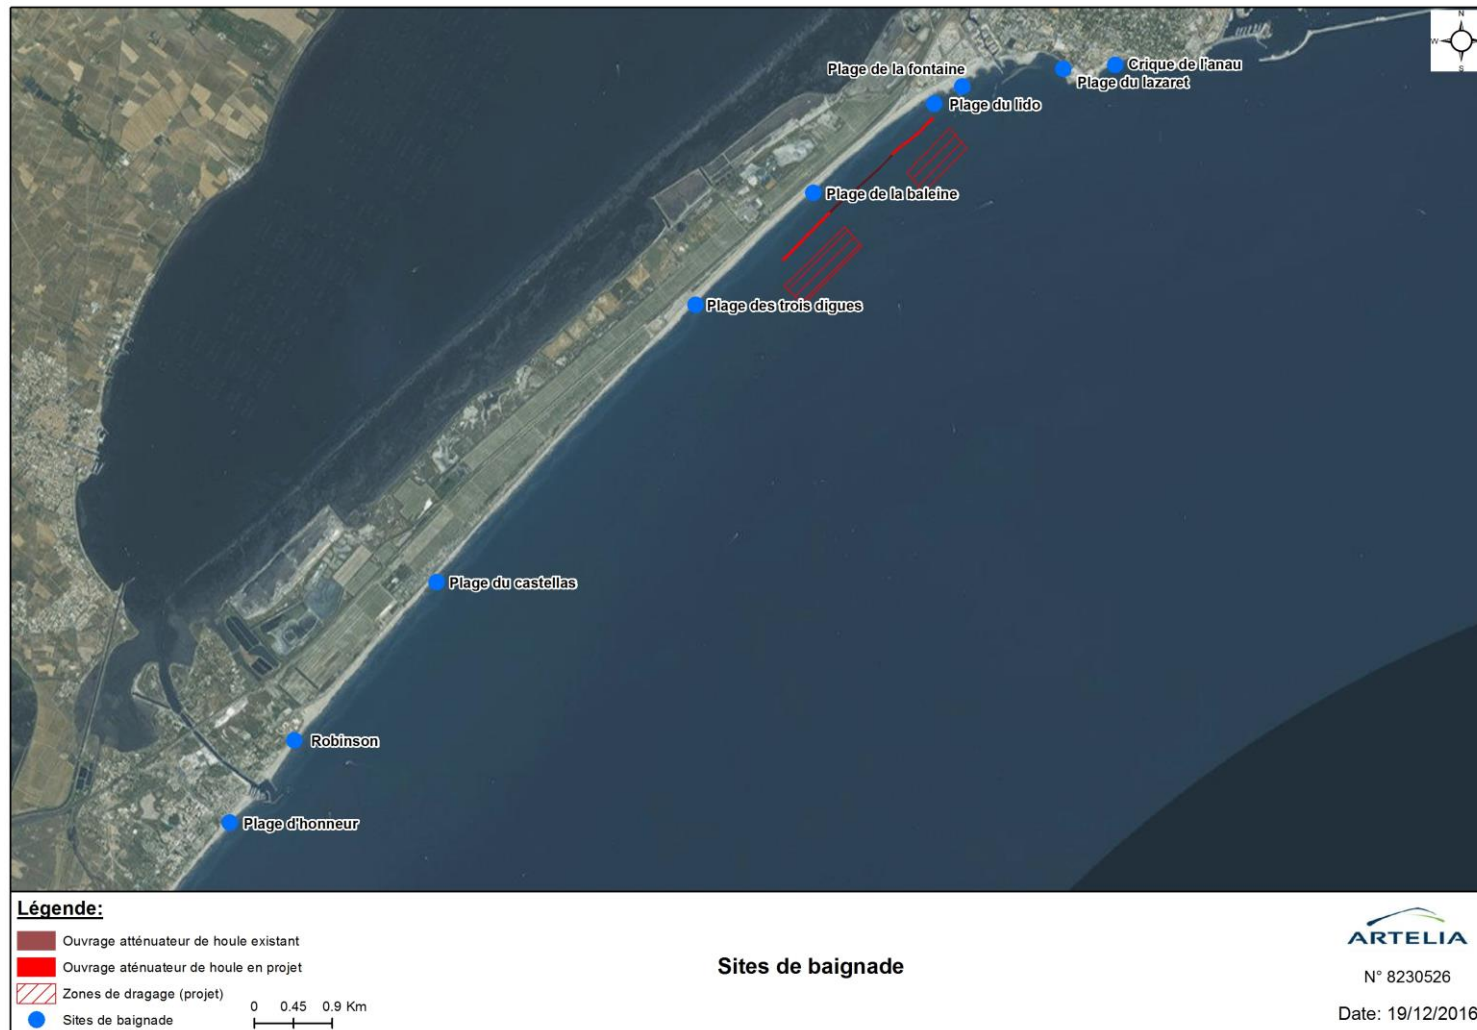 N
W
S
Plage de la fontaine
Crique de l'anau
Plage du lazaret
Plage du lido
Plage de la baleine
Plage des trois digues
Plage du castellas
Robinson
Plage d'honneur
Légende:
Ouvrage atténuateur de houle existant
Ouvrage aténuateur de houle en projet
Zones de dragage (projet)
Sites de baignade
0 0.45 0.9 Km
Sites de baignade
ARTELIA
N° 8230526
Date: 19/12/2016